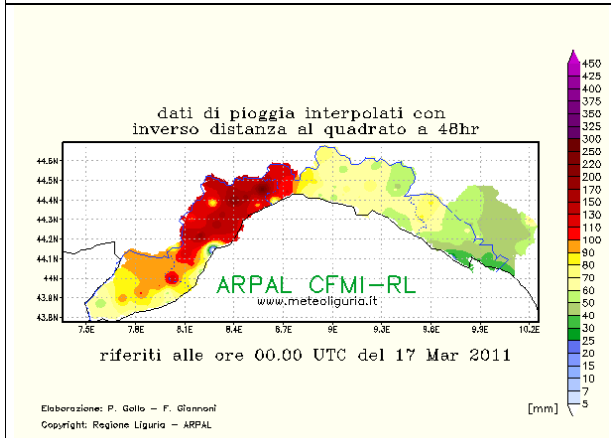 dati di pioggia interpolati con
inverso distanza al quadrato a 48hr
44.6N
44.5N
44.4N
44.3N
44.2N
44.1N
44N
43.9N
43.8N
7.5E 7.8E 8.1E 8.4E 8.7E 9E 9.3E 9.6E 9.9E 10.2E
ARPAL CFMI-RL
www.meteoliguria.it
riferiti alle ore 00.00 UTC del 17 Mar 2011
450
425
400
375
350
325
300
200
170
150
130
110
100
90
80
70
60
50
40
30
25
20
15
10
7
5
[mm]
Elaborazione: P. Gollo - F. Giannoni
Copyright: Regione Liguria - ARPAL